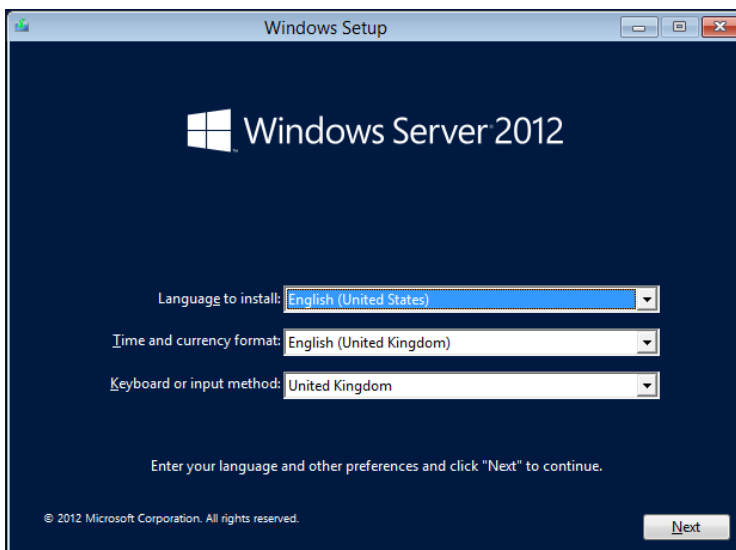 Windows Setup
Windows Server 2012
Language to install: English (United States)
Time and currency format: English (United Kingdom)
Keyboard or input method: United Kingdom
Enter your language and other preferences and click "Next" to continue.
© 2012 Microsoft Corporation. All rights reserved.
Next